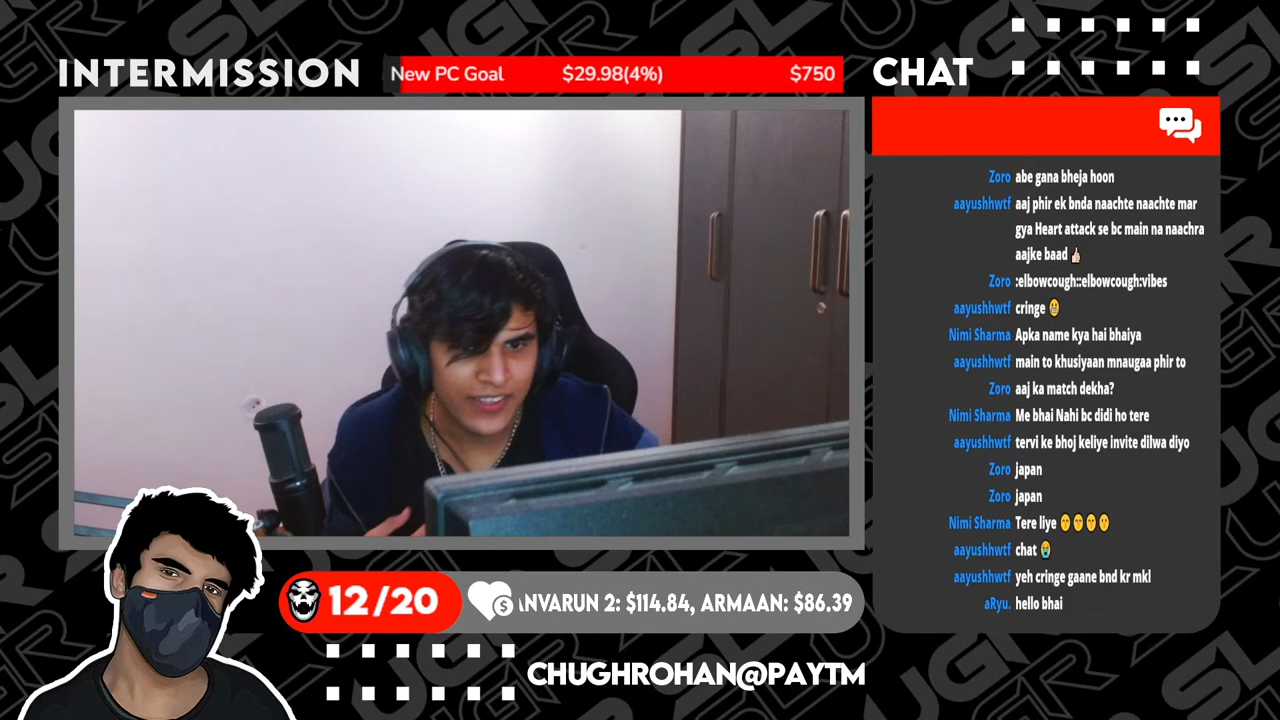 INTERMISSION
New PC Goal $29.98(4%) $750
CHAT
Zoro abe gana bheja hoon
aayushhwtf aaj phir ek bnda naachte naachte mar
gya Heart attack se bc main na naachra
aajke baad 👍🏻
Zoro :elbowcough::elbowcough:vibes
aayushhwtf cringe 😬
Nimi Sharma Apka name kya hai bhaiya
aayushhwtf main to khusiyaan mnaugaa phir to
Zoro aaj ka match dekha?
Nimi Sharma Me bhai Nahi bc didi ho tere
aayushhwtf tervi ke bhoj keliye invite dilwa diyo
Zoro japan
Zoro japan
Nimi Sharma Tere liye 🤭🤭🤭🤭
aayushhwtf chat 😭
aayushhwtf yeh cringe gaane bnd kr mkl
aRyu. hello bhai
12/20
ANVARUN 2: $114.84, ARMAAN: $86.39
CHUGHROHAN@PAYTM